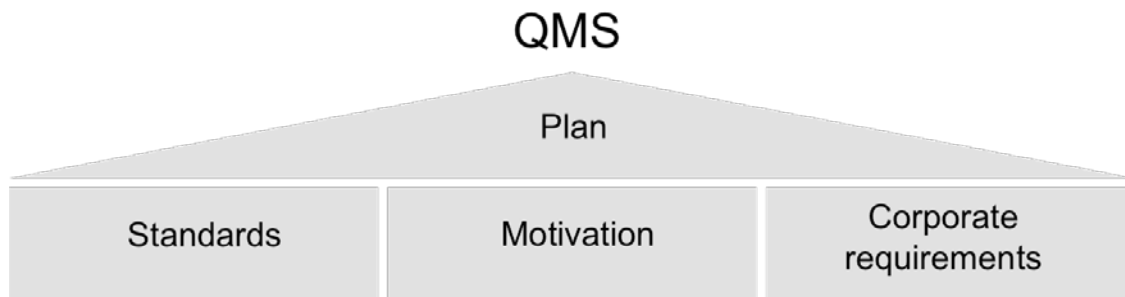 QMS
Plan
Standards
Motivation
Corporate
requirements